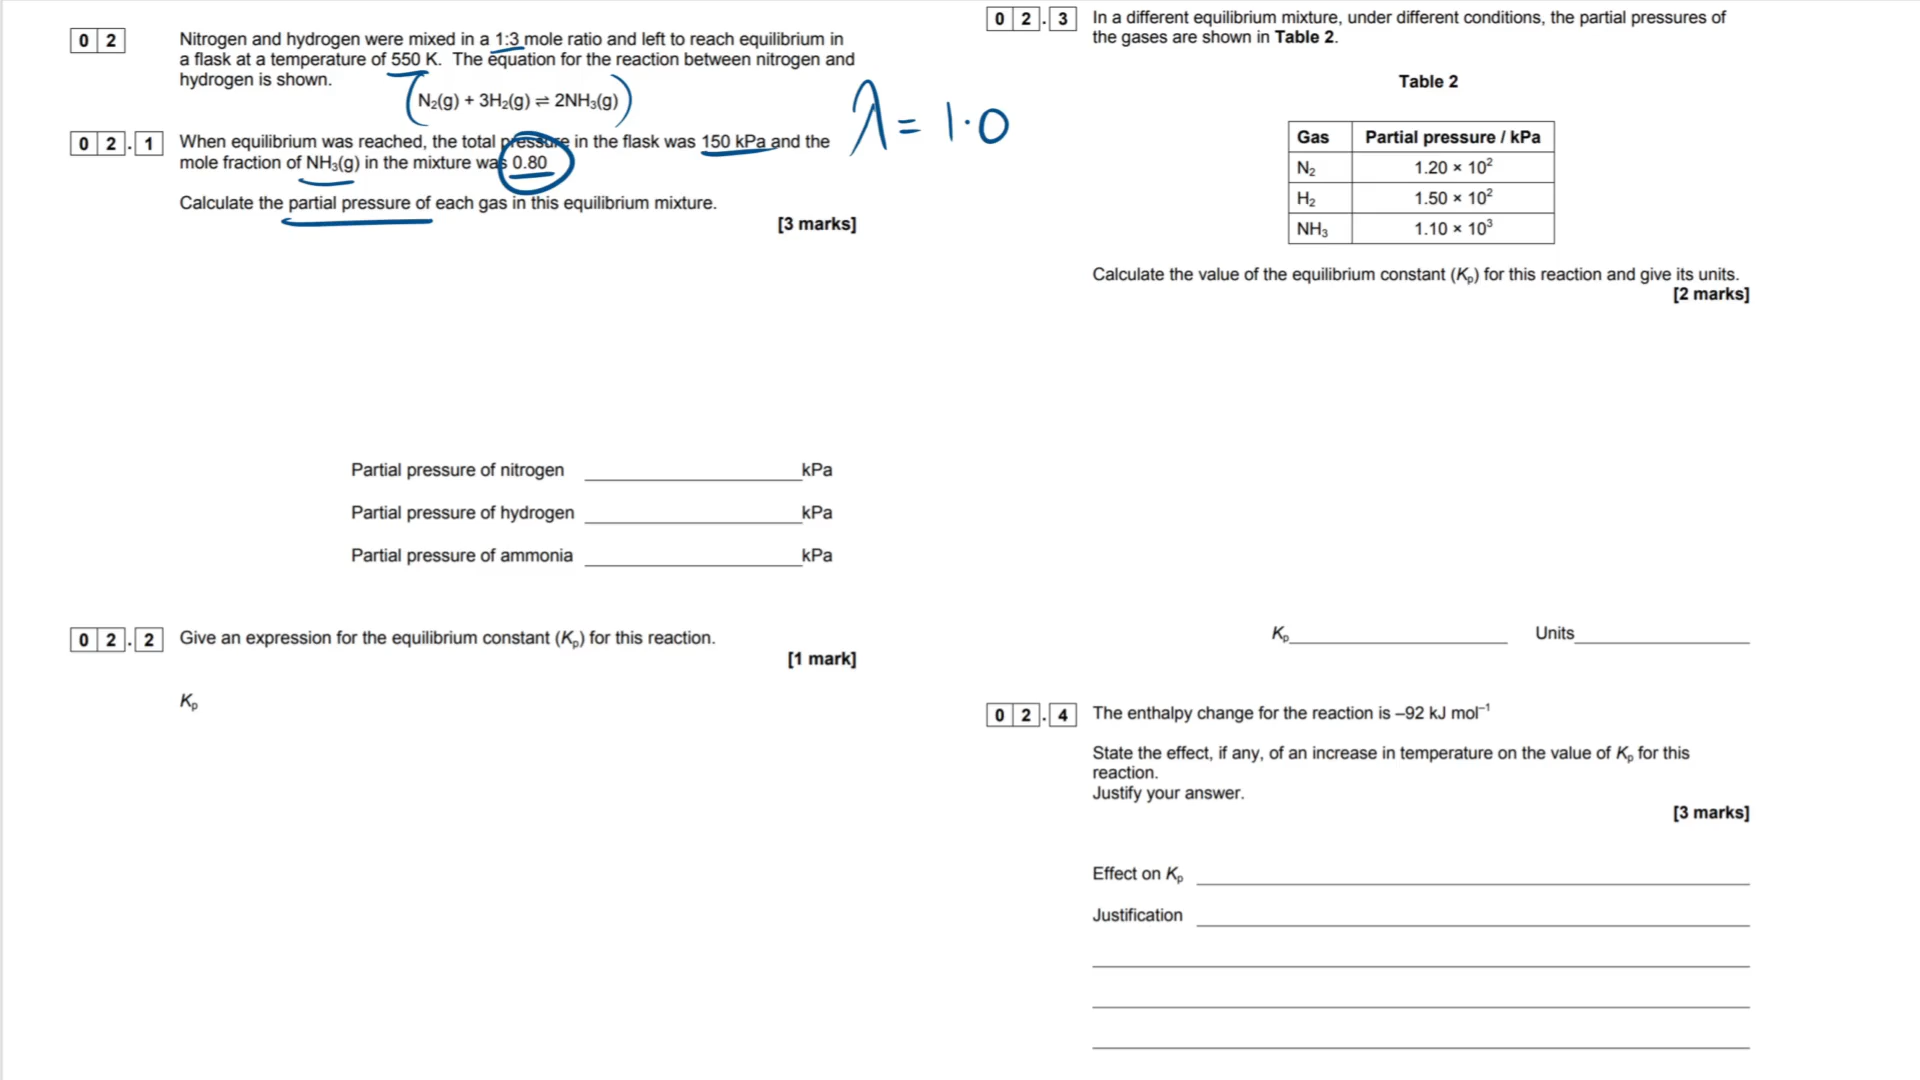 0 2 Nitrogen and hydrogen were mixed in a 1:3 mole ratio and left to reach equilibrium in
a flask at a temperature of 550 K. The equation for the reaction between nitrogen and
hydrogen is shown.
N₂(g) + 3H₂(g) ⇌ 2NH₃(g)
0 2 . 1 When equilibrium was reached, the total pressure in the flask was 150 kPa and the
mole fraction of NH₃(g) in the mixture was 0.80
λ = 1.0
Calculate the partial pressure of each gas in this equilibrium mixture.
[3 marks]
Partial pressure of nitrogen kPa
Partial pressure of hydrogen kPa
Partial pressure of ammonia kPa
0 2 . 2 Give an expression for the equilibrium constant (Kₚ) for this reaction.
[1 mark]
Kₚ
0 2 . 3 In a different equilibrium mixture, under different conditions, the partial pressures of
the gases are shown in Table 2.
Table 2
Gas Partial pressure / kPa
N₂ 1.20 × 10²
H₂ 1.50 × 10²
NH₃ 1.10 × 10³
Calculate the value of the equilibrium constant (Kₚ) for this reaction and give its units.
[2 marks]
Kₚ Units
0 2 . 4 The enthalpy change for the reaction is –92 kJ mol⁻¹
State the effect, if any, of an increase in temperature on the value of Kₚ for this
reaction.
Justify your answer.
[3 marks]
Effect on Kₚ
Justification